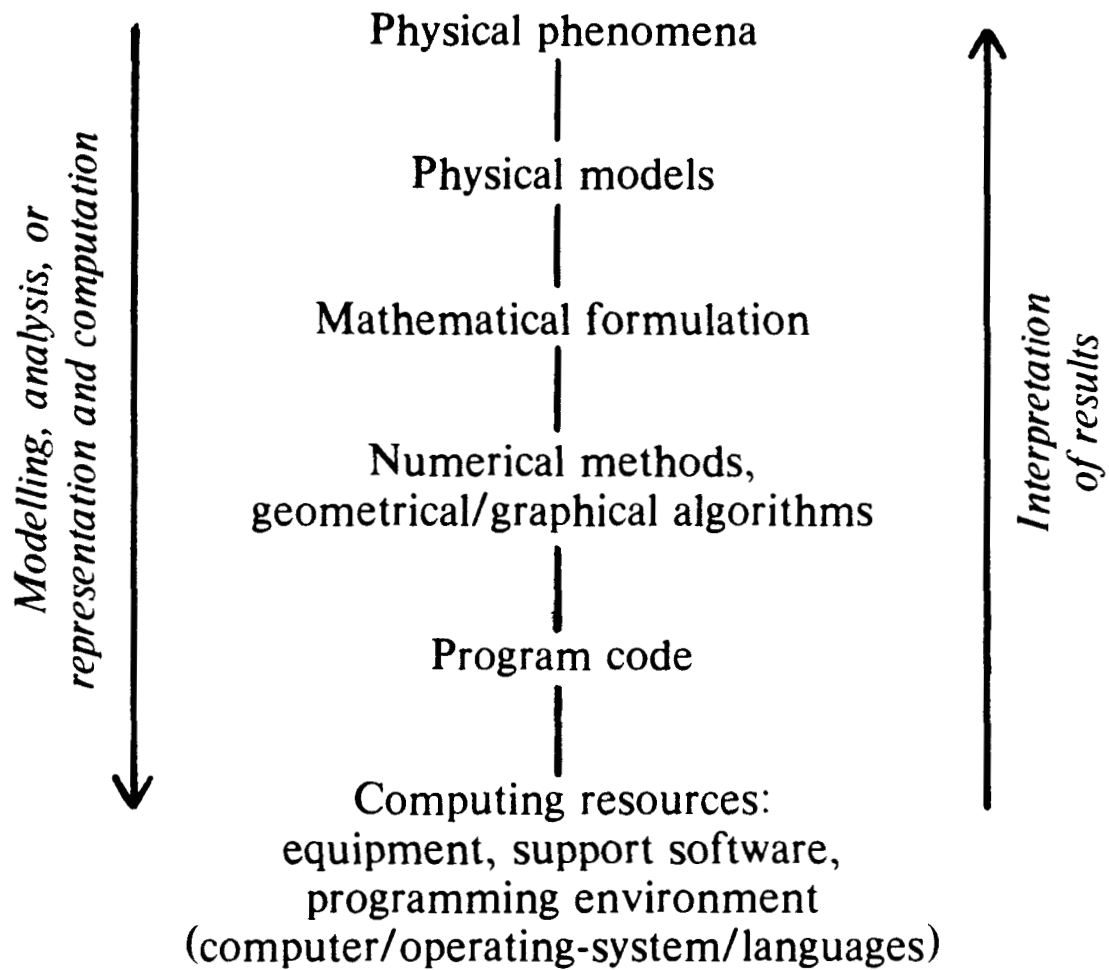 Physical phenomena
Physical models
Mathematical formulation
Numerical methods,
geometrical/graphical algorithms
Program code
Computing resources:
equipment, support software,
programming environment
(computer/operating-system/languages)
Modelling, analysis, or
representation and computation
Interpretation
of results